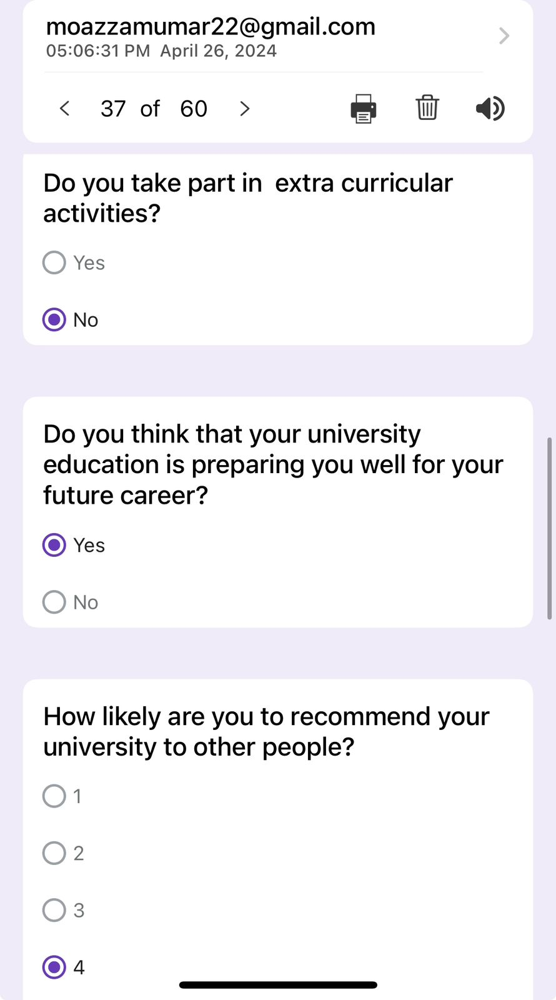 moazzamumar22@gmail.com
05:06:31 PM  April 26, 2024
37 of 60
Do you take part in  extra curricular
activities?
Yes
No
Do you think that your university
education is preparing you well for your
future career?
Yes
No
How likely are you to recommend your
university to other people?
1
2
3
4